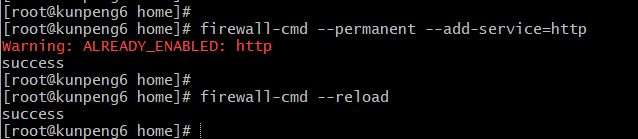 [root@kunpeng6 home]#
[root@kunpeng6 home]# firewall-cmd --permanent --add-service=http
Warning: ALREADY_ENABLED: http
success
[root@kunpeng6 home]#
[root@kunpeng6 home]# firewall-cmd --reload
success
[root@kunpeng6 home]#